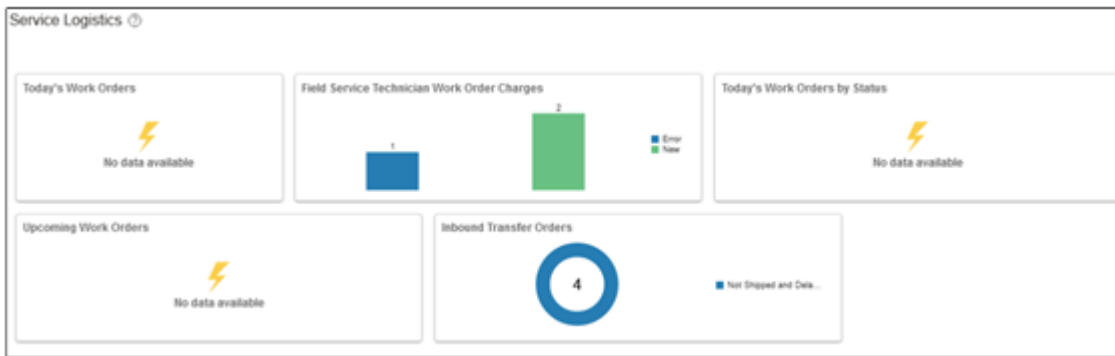 Service Logistics
Today's Work Orders
No data available
Field Service Technician Work Order Charges
1
2
Error
New
Today's Work Orders by Status
No data available
Upcoming Work Orders
No data available
Inbound Transfer Orders
4
Not Shipped and Dela...